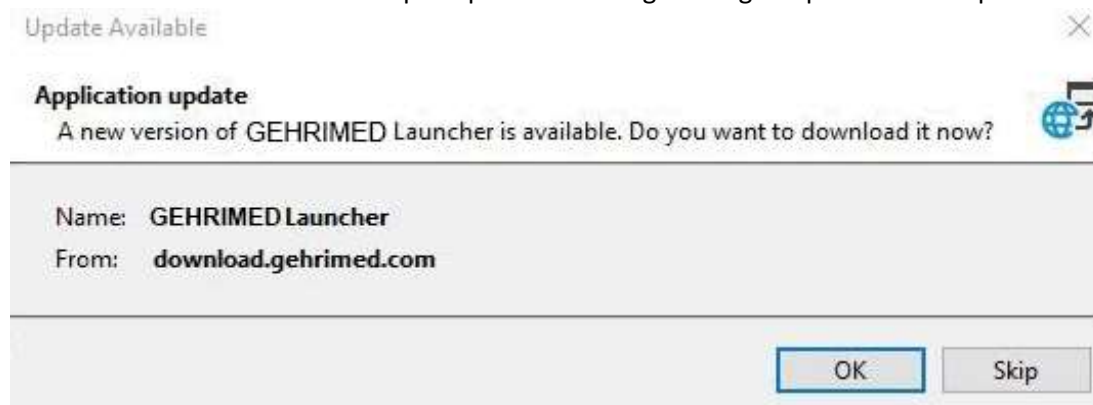 Update Available
Application update
A new version of GEHRIMED Launcher is available. Do you want to download it now?
Name: GEHRIMED Launcher
From: download.gehrimed.com
OK Skip